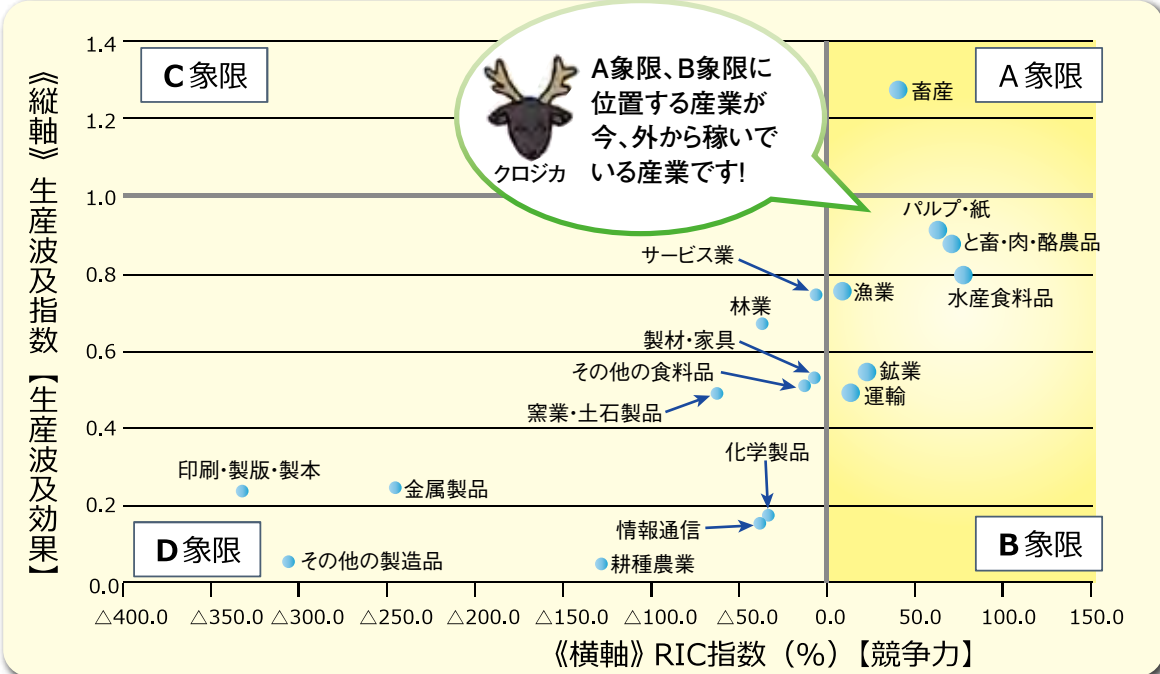 1.4
1.2
1.0
0.8
0.6
0.4
0.2
0.0
《縦軸》生産波及指数【生産波及効果】
C象限
A象限
A象限、B象限に
位置する産業が
今、外から稼いで
いる産業です!
クロジカ
畜産
パルプ・紙
と畜・肉・酪農品
水産食料品
サービス業
漁業
林業
製材・家具
その他の食料品
窯業・土石製品
鉱業
運輸
化学製品
印刷・製版・製本
金属製品
情報通信
その他の製造品
耕種農業
D象限
B象限
△400.0 △350.0 △300.0 △250.0 △200.0 △150.0 △100.0 △50.0 0.0 50.0 100.0 150.0
《横軸》RIC指数(%)【競争力】